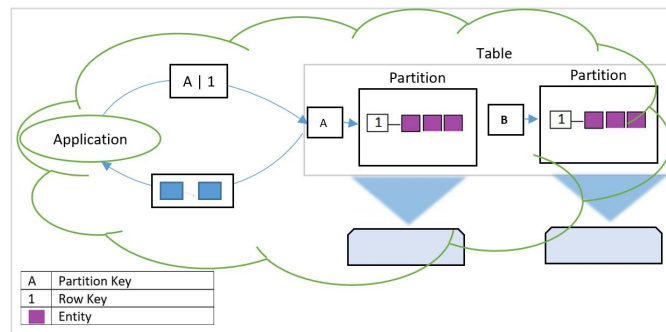 Table
Partition
Partition
A | 1
Application
A
1
B
1
A Partition Key
1 Row Key
Entity